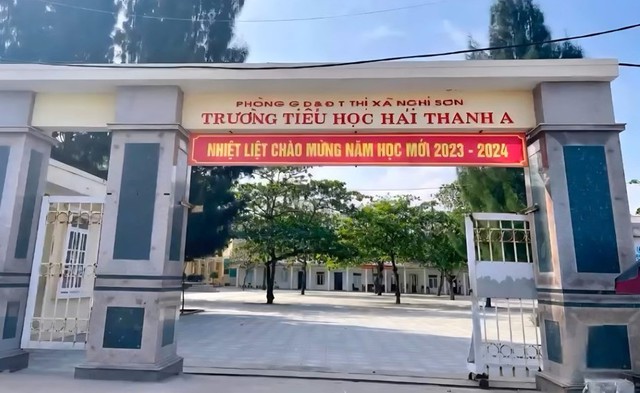 PHÒNG GD&ĐT THỊ XÃ NGHI SƠN
TRƯỜNG TIỂU HỌC HẢI THANH A
NHIỆT LIỆT CHÀO MỪNG NĂM HỌC MỚI 2023 - 2024